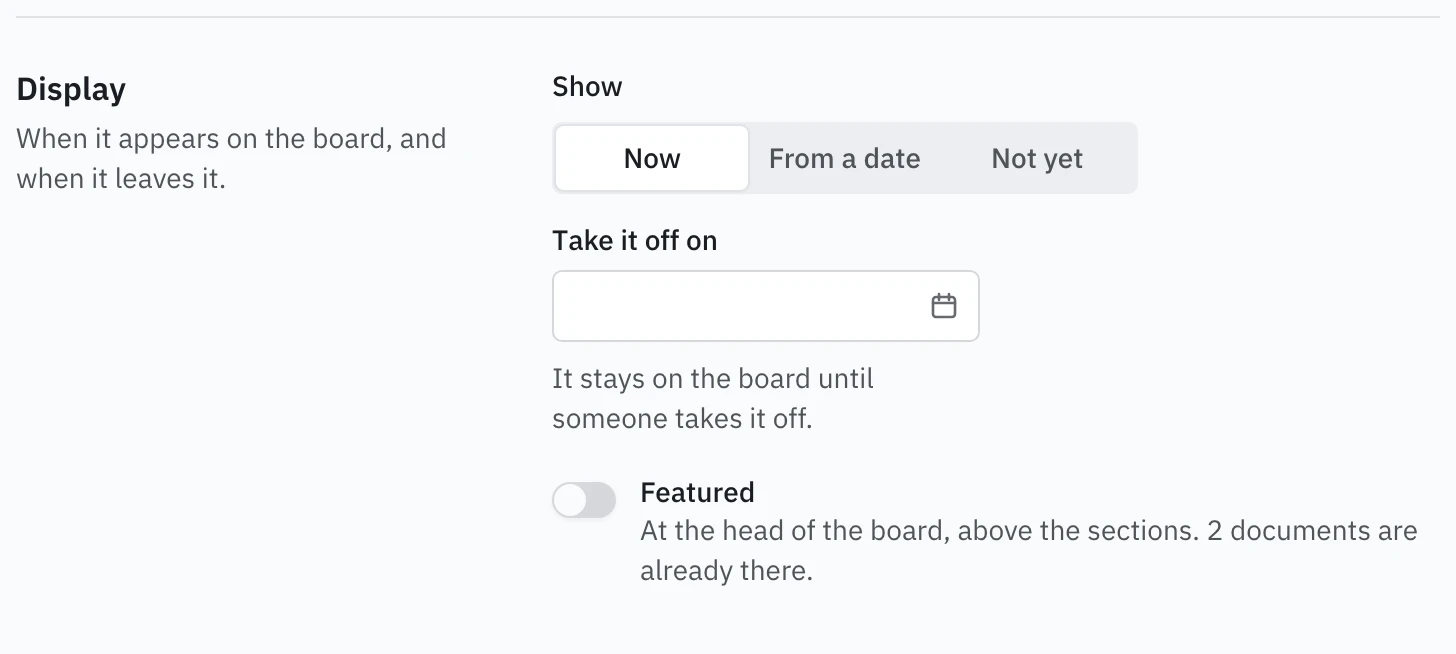 Display
When it appears on the board, and
when it leaves it.
Show
Now
From a date
Not yet
Take it off on
It stays on the board until
someone takes it off.
Featured
At the head of the board, above the sections. 2 documents are
already there.